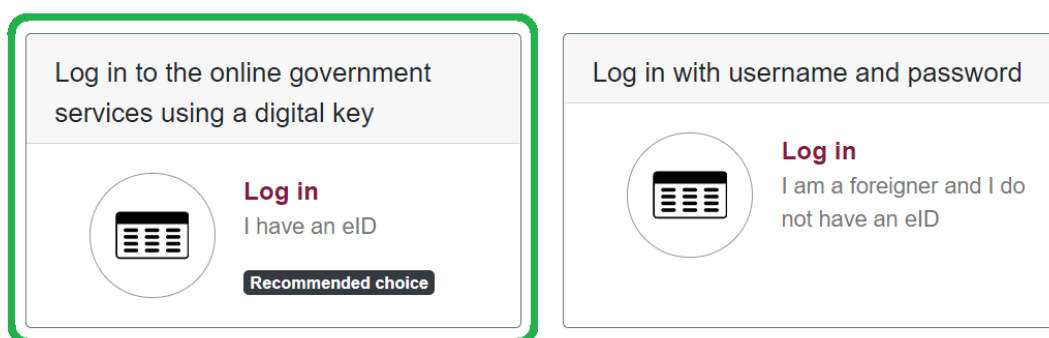 Log in to the online government
services using a digital key
Log in
I have an eID
Recommended choice
Log in with username and password
Log in
I am a foreigner and I do
not have an eID